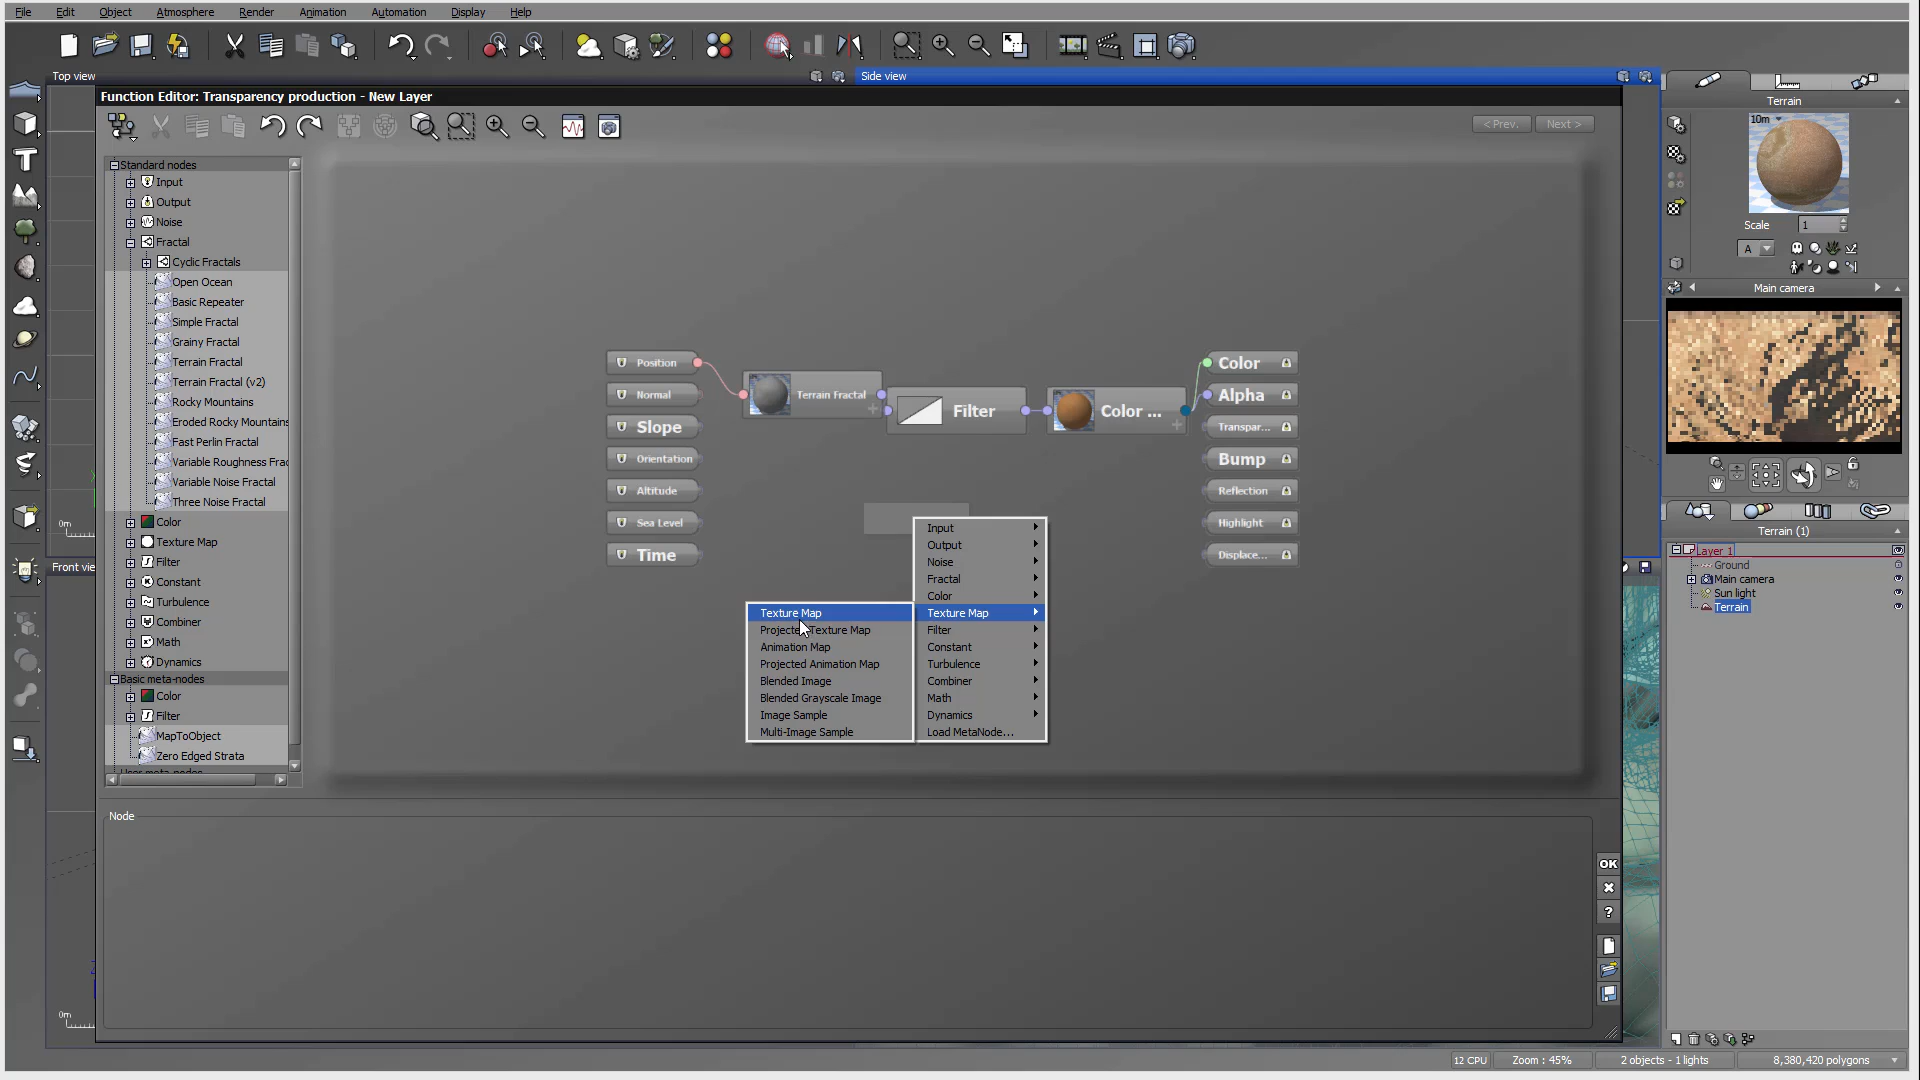 File Edit Object Atmosphere Render Animation Automation Display Help
Top view
Side view
Function Editor: Transparency production - New Layer
< Prev. Next >
Standard nodes
Input
Output
Noise
Fractal
Cyclic Fractals
Open Ocean
Basic Repeater
Simple Fractal
Grainy Fractal
Terrain Fractal
Terrain Fractal (v2)
Rocky Mountains
Eroded Rocky Mountains
Fast Perlin Fractal
Variable Roughness Frac
Variable Noise Fractal
Three Noise Fractal
Color
Texture Map
Filter
Constant
Turbulence
Combiner
Math
Dynamics
Basic meta-nodes
Color
Filter
MapToObject
Zero Edged Strata
Position
Normal
Slope
Orientation
Altitude
Sea Level
Time
Terrain Fractal
Filter
Color ...
Color
Alpha
Transpar...
Bump
Reflection
Highlight
Displace...
Input
Output
Noise
Fractal
Color
Texture Map
Filter
Constant
Turbulence
Combiner
Math
Dynamics
Load MetaNode...
Texture Map
Projected Texture Map
Animation Map
Projected Animation Map
Blended Image
Blended Grayscale Image
Image Sample
Multi-Image Sample
Node
OK
?
0m
Front vie
0m
Terrain
10m
Scale 1
A
Main camera
Terrain (1)
Layer 1
Ground
Main camera
Sun light
Terrain
12 CPU Zoom : 45% 2 objects - 1 lights 8,380,420 polygons